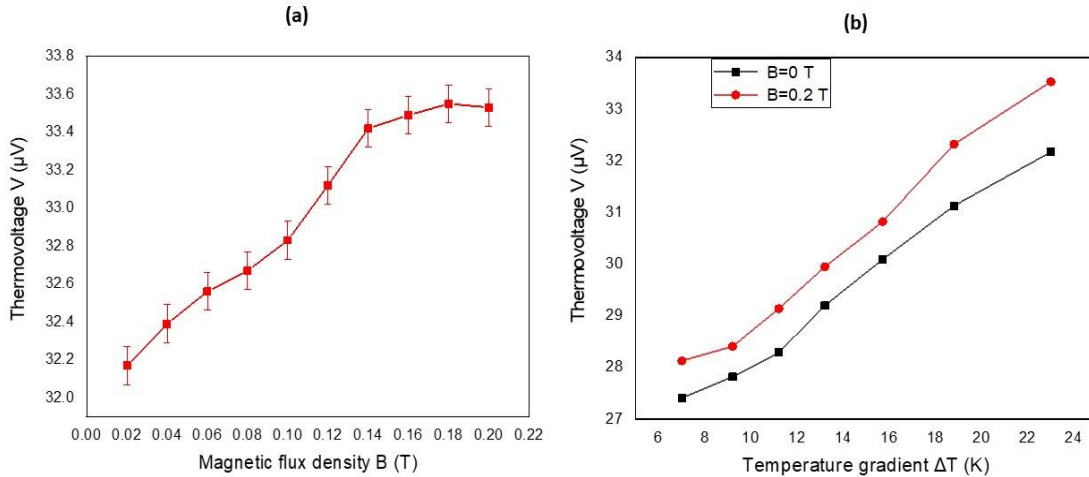 (a)
33.8
33.6
33.4
33.2
33.0
32.8
32.6
32.4
32.2
32.0
Thermovoltage V (µV)
0.00 0.02 0.04 0.06 0.08 0.10 0.12 0.14 0.16 0.18 0.20 0.22
Magnetic flux density B (T)
(b)
B=0 T
B=0.2 T
34
33
32
31
30
29
28
27
Thermovoltage V (µV)
6 8 10 12 14 16 18 20 22 24
Temperature gradient ΔT (K)